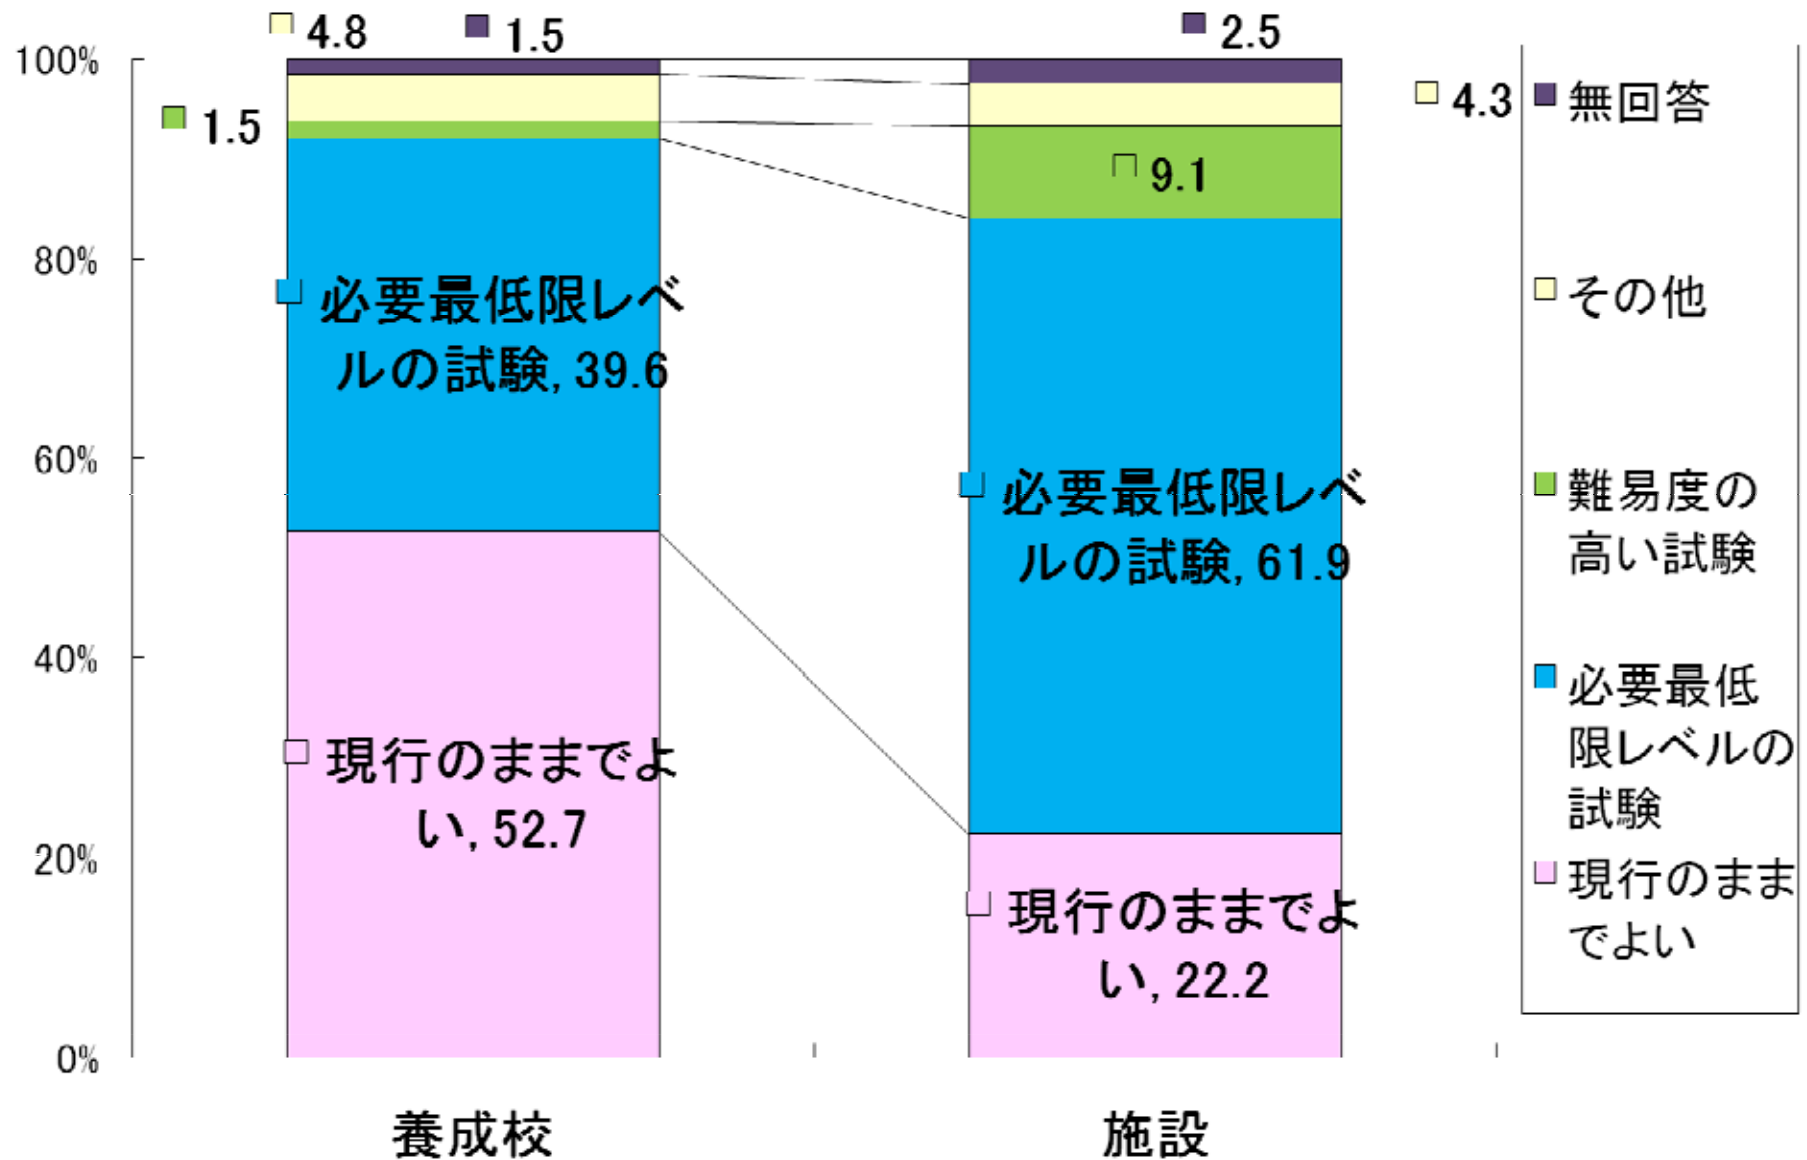 4.8
1.5
2.5
100%
1.5
4.3
9.1
80%
必要最低限レベ
ルの試験, 39.6
60%
必要最低限レベ
ルの試験, 61.9
40%
現行のままでよ
い, 52.7
20%
現行のままでよ
い, 22.2
0%
養成校
施設
無回答
その他
難易度の
高い試験
必要最低
限レベルの
試験
現行のまま
でよい